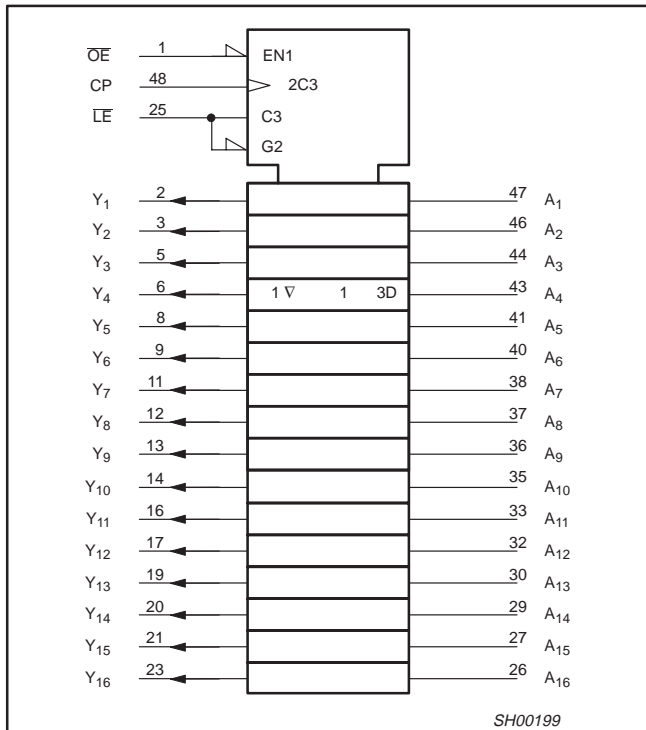 OE 1 EN1
CP 48 2C3
LE 25 C3
G2
Y1 2 47 A1
Y2 3 46 A2
Y3 5 44 A3
Y4 6 1 ∇ 1 3D 43 A4
Y5 8 41 A5
Y6 9 40 A6
Y7 11 38 A7
Y8 12 37 A8
Y9 13 36 A9
Y10 14 35 A10
Y11 16 33 A11
Y12 17 32 A12
Y13 19 30 A13
Y14 20 29 A14
Y15 21 27 A15
Y16 23 26 A16
SH00199